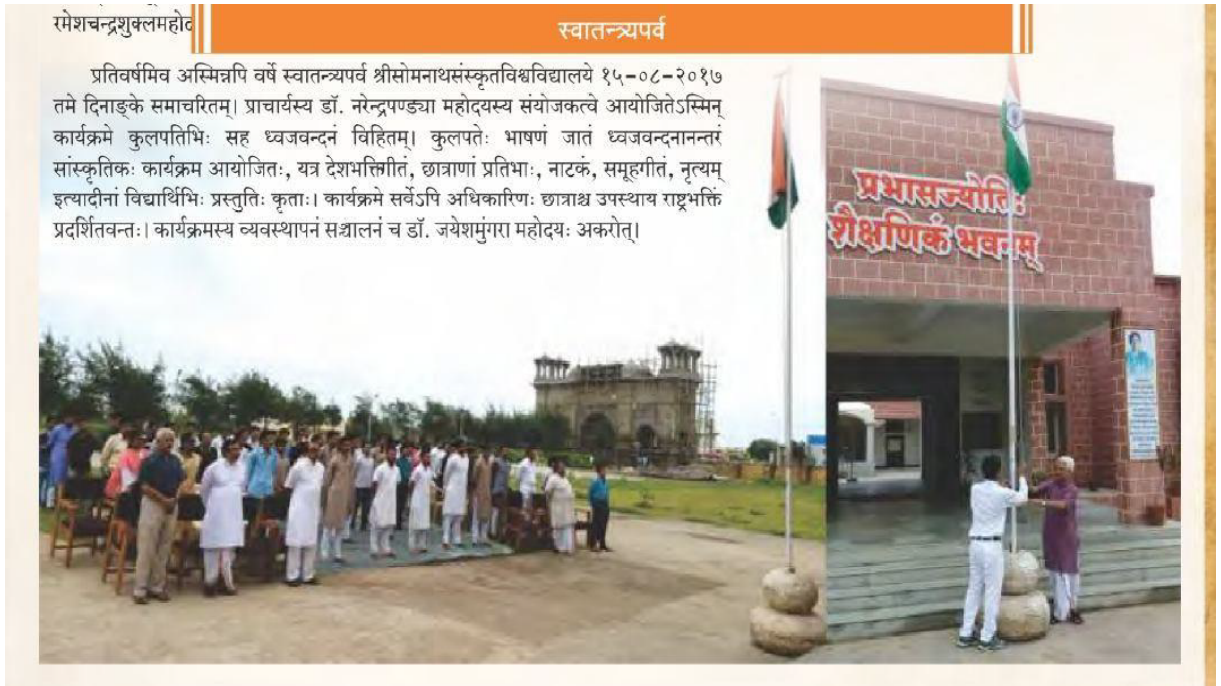 रमेशचन्द्रशुक्लमहोद
स्वातन्त्र्यपर्व
प्रतिवर्षमिव अस्मिन्नपि वर्षे स्वातन्त्र्यपर्व श्रीसोमनाथसंस्कृतविश्वविद्यालये १५-०८-२०१७
तमे दिनाङ्के समाचरितम्। प्राचार्यस्य डॉ. नरेन्द्रपण्ड्या महोदयस्य संयोजकत्वे आयोजितेऽस्मिन्
कार्यक्रमे कुलपतिभिः सह ध्वजवन्दनं विहितम्। कुलपतेः भाषणं जातं ध्वजवन्दनानन्तरं
सांस्कृतिकः कार्यक्रम आयोजितः, यत्र देशभक्तिगीतं, छात्राणां प्रतिभाः, नाटकं, समूहगीतं, नृत्यम्
इत्यादीनां विद्यार्थिभिः प्रस्तुतिः कृताः। कार्यक्रमे सर्वेऽपि अधिकारिणः छात्राश्च उपस्थाय राष्ट्रभक्तिं
प्रदर्शितवन्तः। कार्यक्रमस्य व्यवस्थापनं सञ्चालनं च डॉ. जयेशमुंगरा महोदयः अकरोत्।
प्रभासज्योतिः
शैक्षणिकं भवनम्